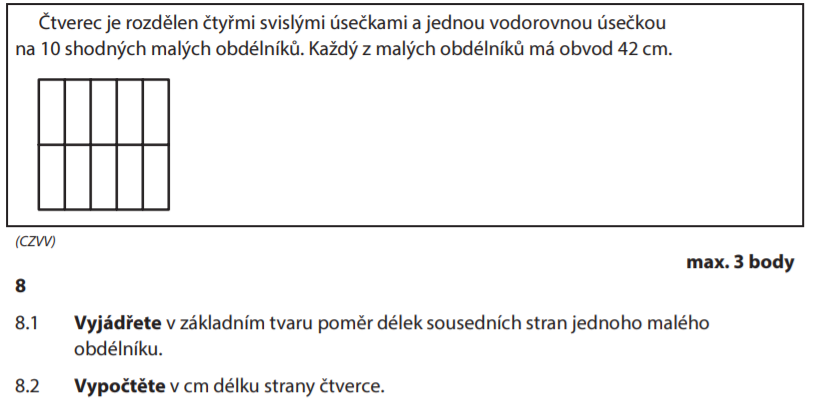 Čtverec je rozdělen čtyřmi svislými úsečkami a jednou vodorovnou úsečkou
na 10 shodných malých obdélníků. Každý z malých obdélníků má obvod 42 cm.
(CZVV)
max. 3 body
8
8.1 Vyjádřete v základním tvaru poměr délek sousedních stran jednoho malého
obdélníku.
8.2 Vypočtěte v cm délku strany čtverce.